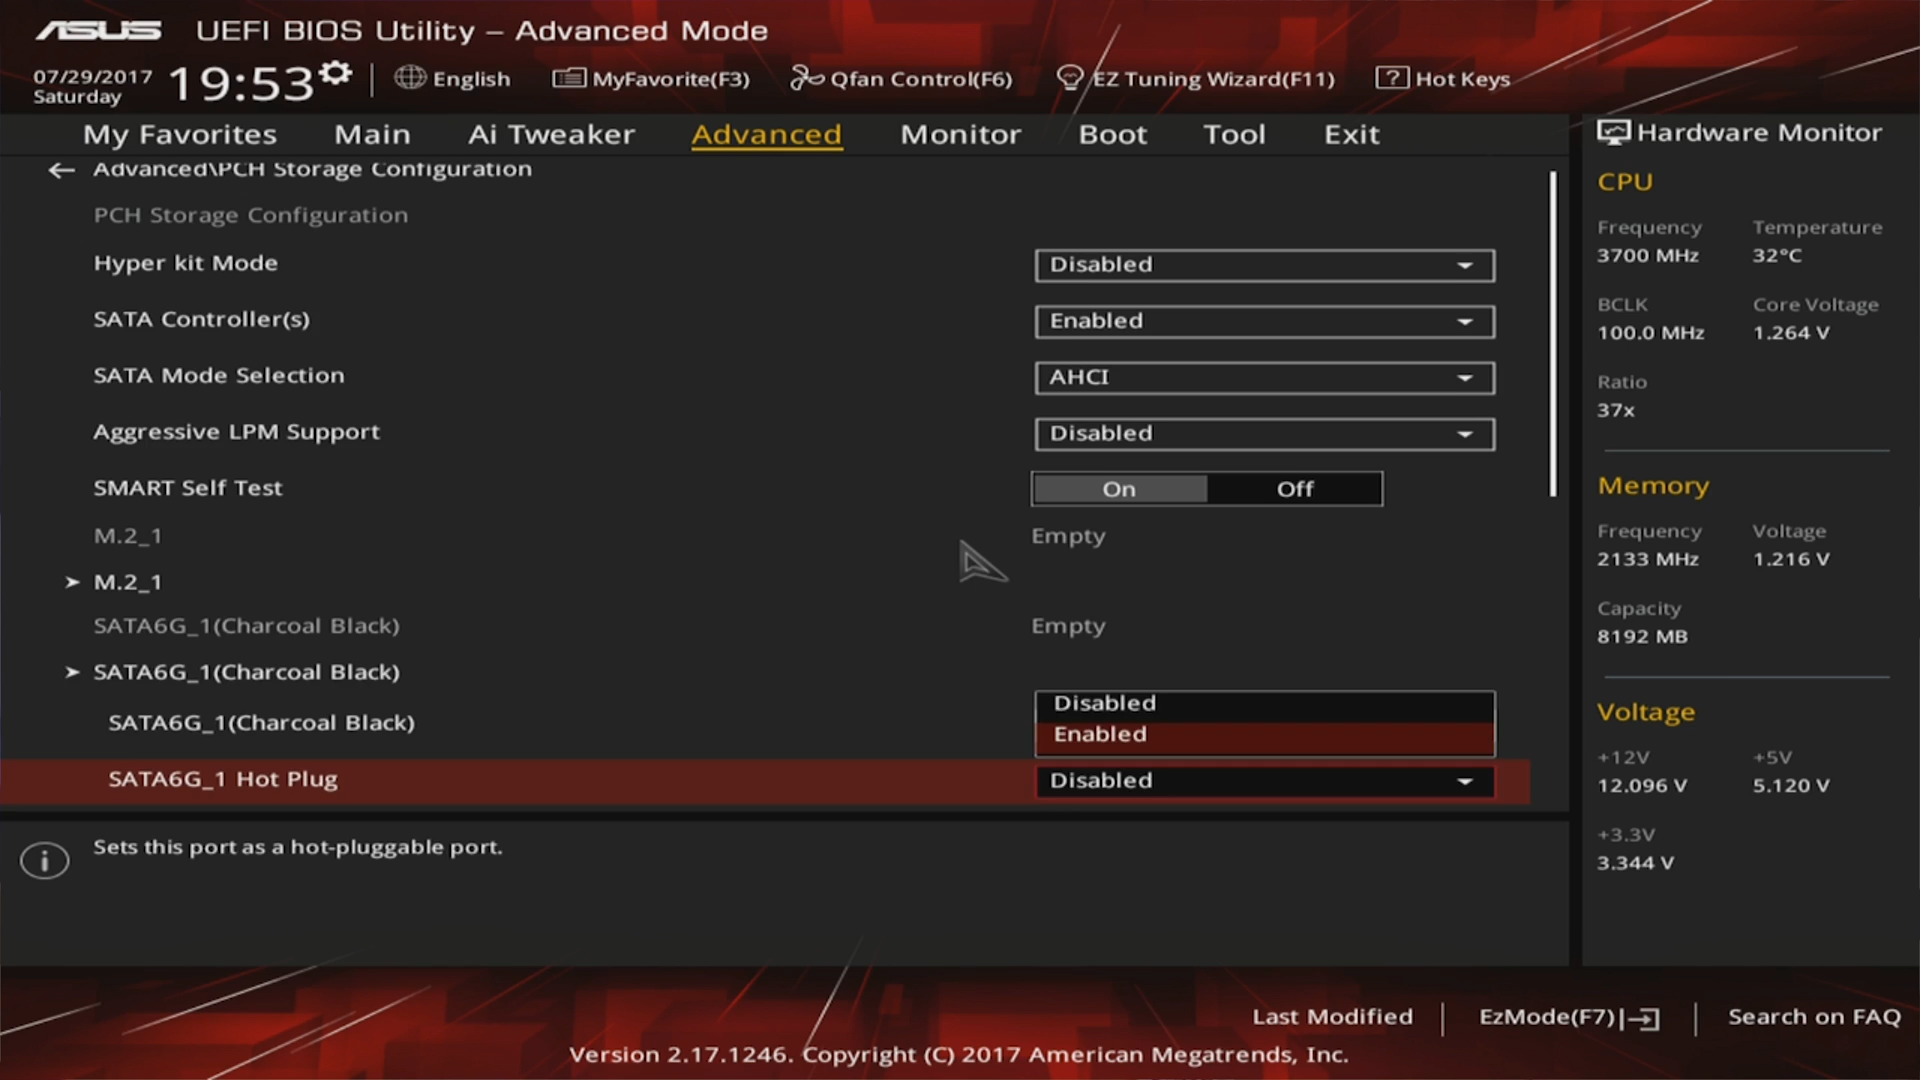 ASUS UEFI BIOS Utility – Advanced Mode
07/29/2017
Saturday
19:53
English
MyFavorite(F3)
Qfan Control(F6)
EZ Tuning Wizard(F11)
? Hot Keys
My Favorites Main Ai Tweaker Advanced Monitor Boot Tool Exit
Advanced\PCH Storage Configuration
PCH Storage Configuration
Hyper kit Mode Disabled
SATA Controller(s) Enabled
SATA Mode Selection AHCI
Aggressive LPM Support Disabled
SMART Self Test On Off
M.2_1 Empty
M.2_1
SATA6G_1(Charcoal Black) Empty
SATA6G_1(Charcoal Black)
SATA6G_1(Charcoal Black)
Disabled
Enabled
SATA6G_1 Hot Plug Disabled
i Sets this port as a hot-pluggable port.
Hardware Monitor
CPU
Frequency Temperature
3700 MHz 32°C
BCLK Core Voltage
100.0 MHz 1.264 V
Ratio
37x
Memory
Frequency Voltage
2133 MHz 1.216 V
Capacity
8192 MB
Voltage
+12V +5V
12.096 V 5.120 V
+3.3V
3.344 V
Last Modified EzMode(F7) Search on FAQ
Version 2.17.1246. Copyright (C) 2017 American Megatrends, Inc.